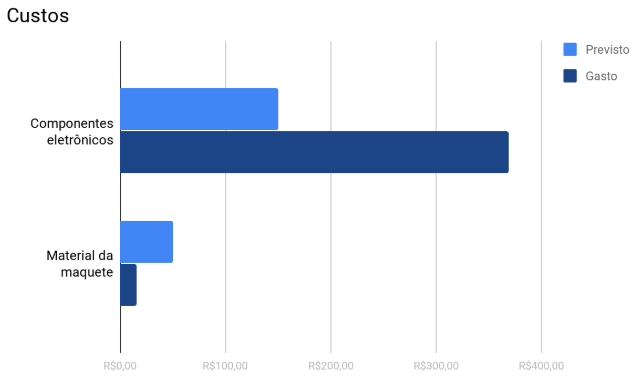 Custos
Previsto
Gasto
Componentes
eletrônicos
Material da
maquete
R$0,00
R$100,00
R$200,00
R$300,00
R$400,00